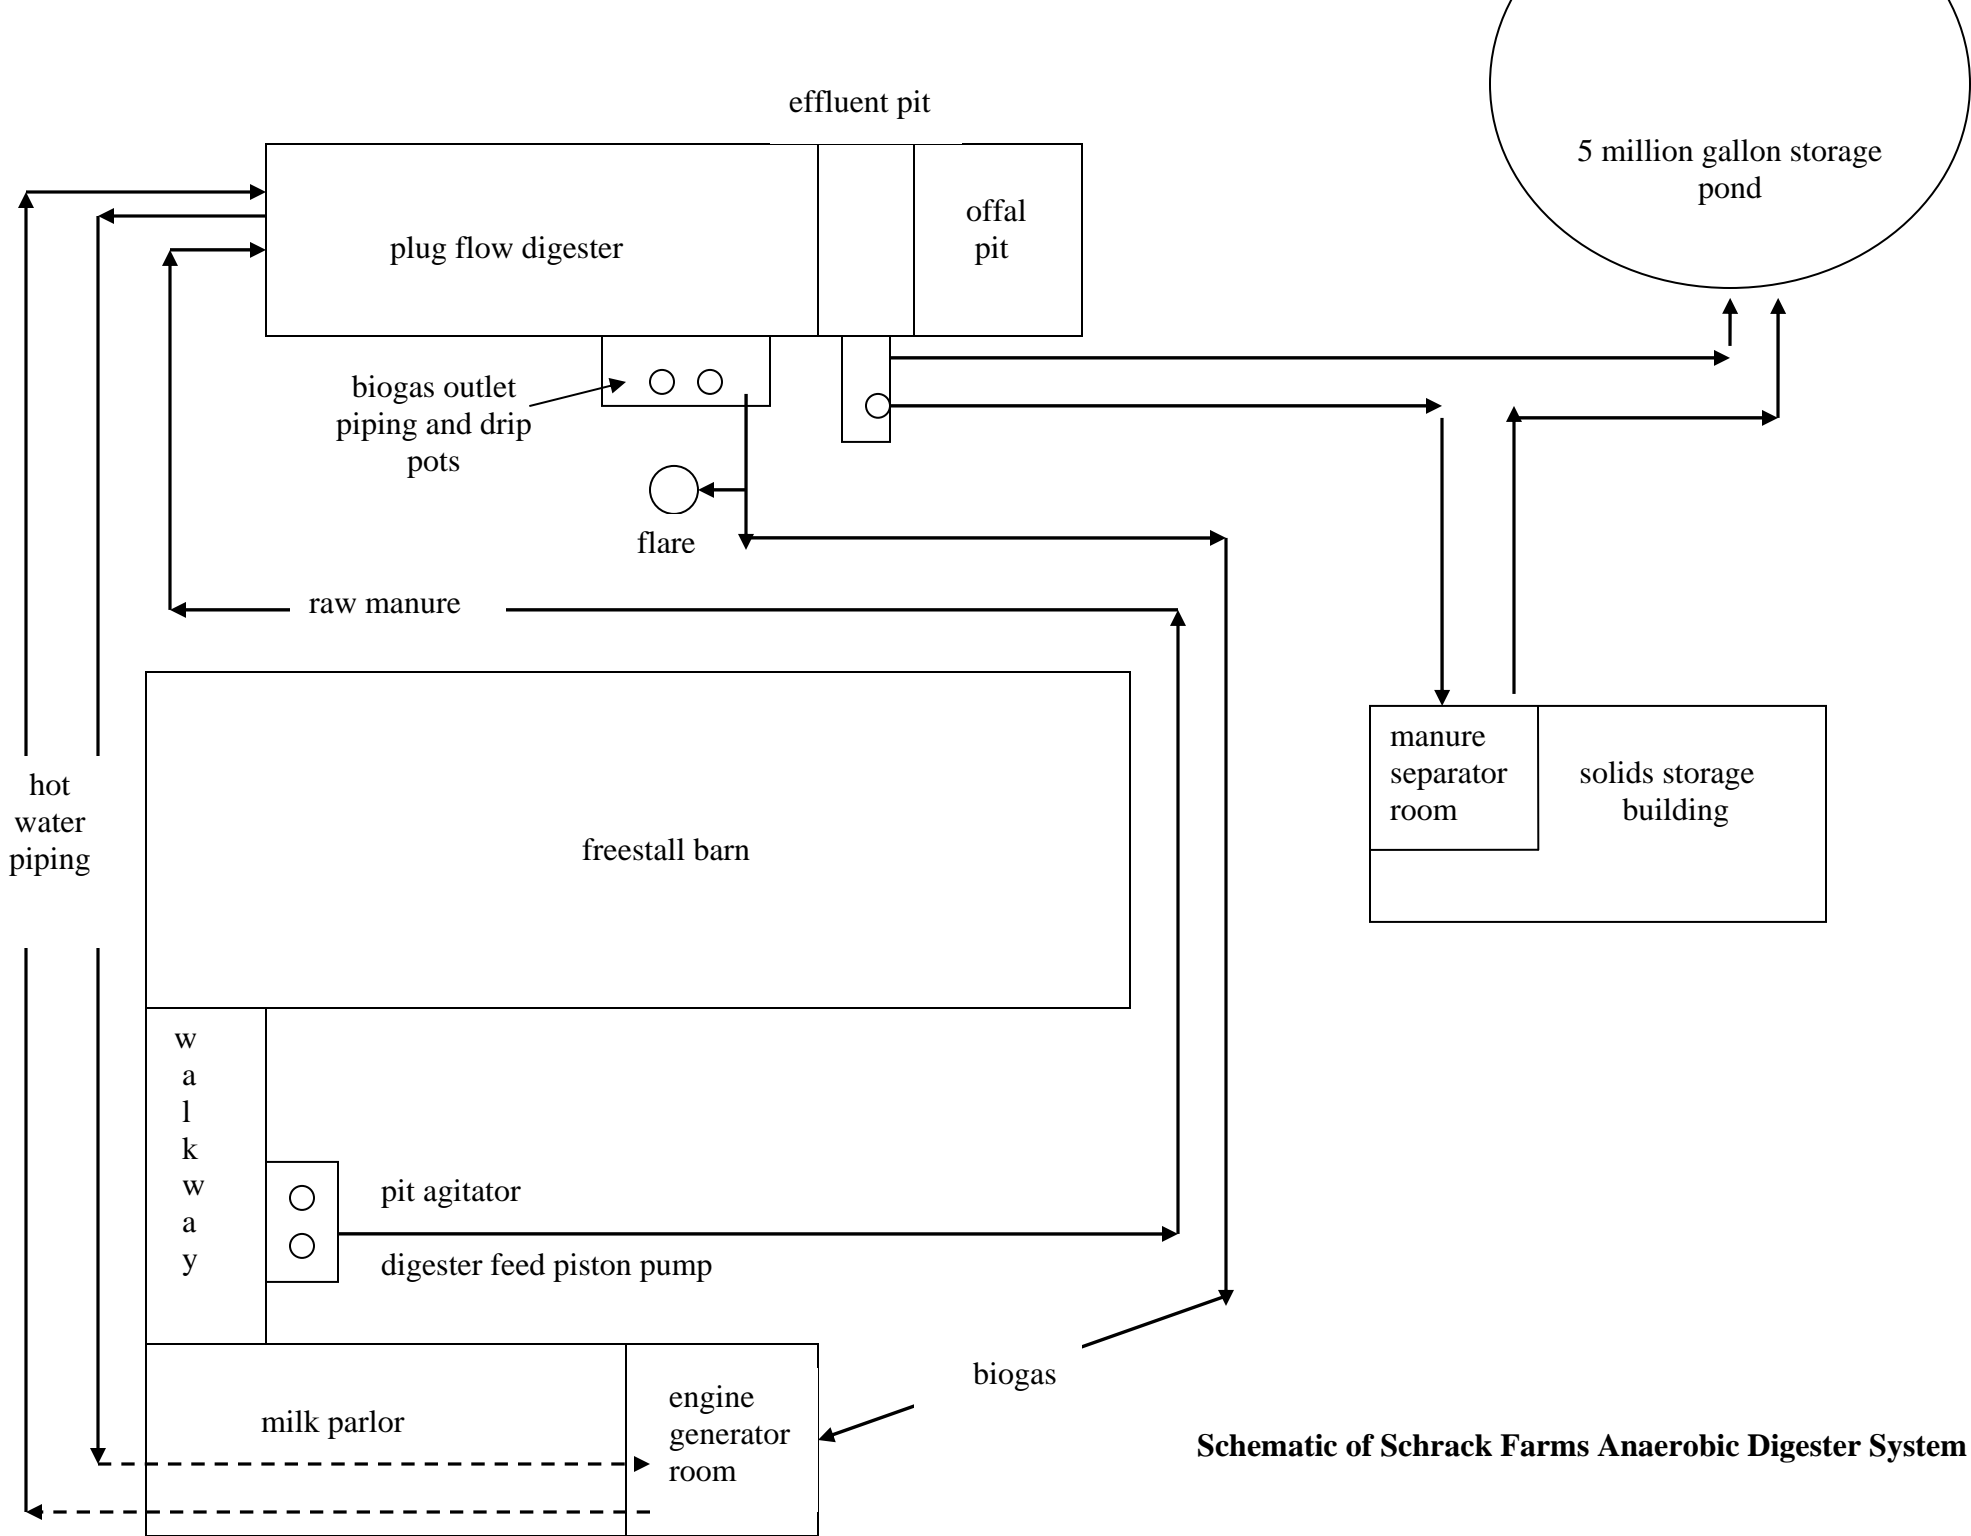 effluent pit
5 million gallon storage
pond
offal
pit
plug flow digester
biogas outlet
piping and drip
pots
flare
raw manure
hot
water
piping
freestall barn
manure
separator
room
solids storage
building
w
a
l
k
w
a
y
pit agitator
digester feed piston pump
biogas
milk parlor
engine
generator
room
Schematic of Schrack Farms Anaerobic Digester System